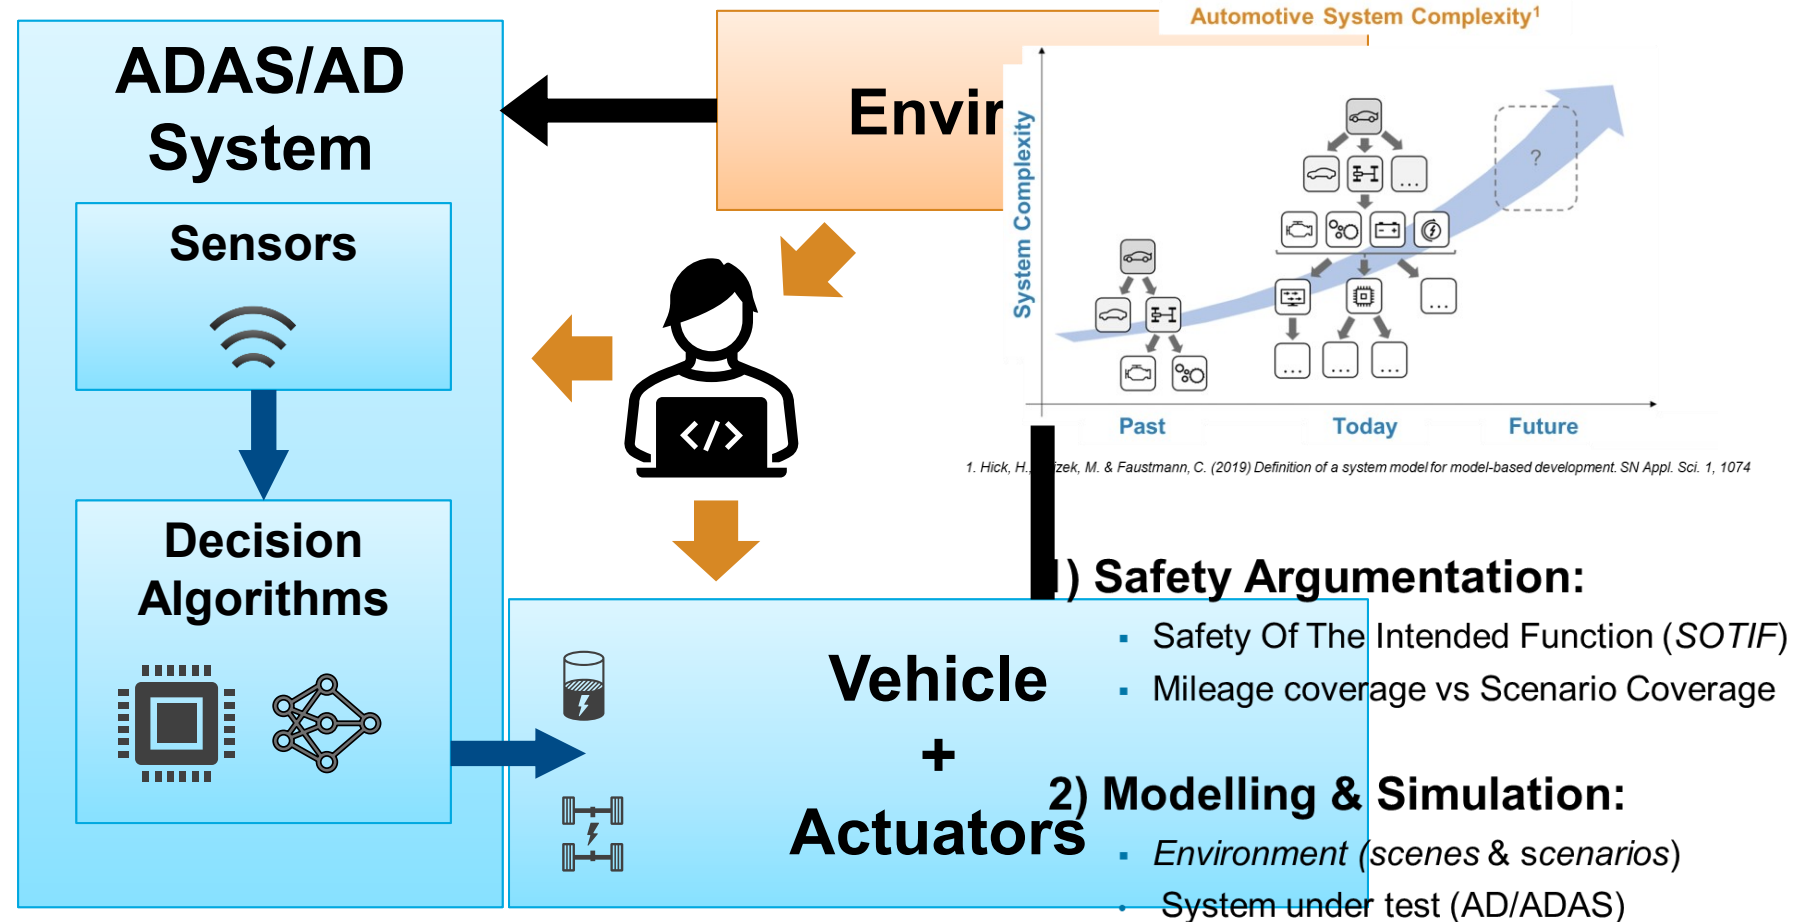 ADAS/AD
System
Sensors
Decision
Algorithms
Envir
</>
Vehicle
+
Actuators
Automotive System Complexity¹
System Complexity
?
...
...
...
...
...
Past
Today
Future
1. Hick, H., zek, M. & Faustmann, C. (2019) Definition of a system model for model-based development. SN Appl. Sci. 1, 1074
1) Safety Argumentation:
▪ Safety Of The Intended Function (SOTIF)
▪ Mileage coverage vs Scenario Coverage
2) Modelling & Simulation:
▪ Environment (scenes & scenarios)
• System under test (AD/ADAS)